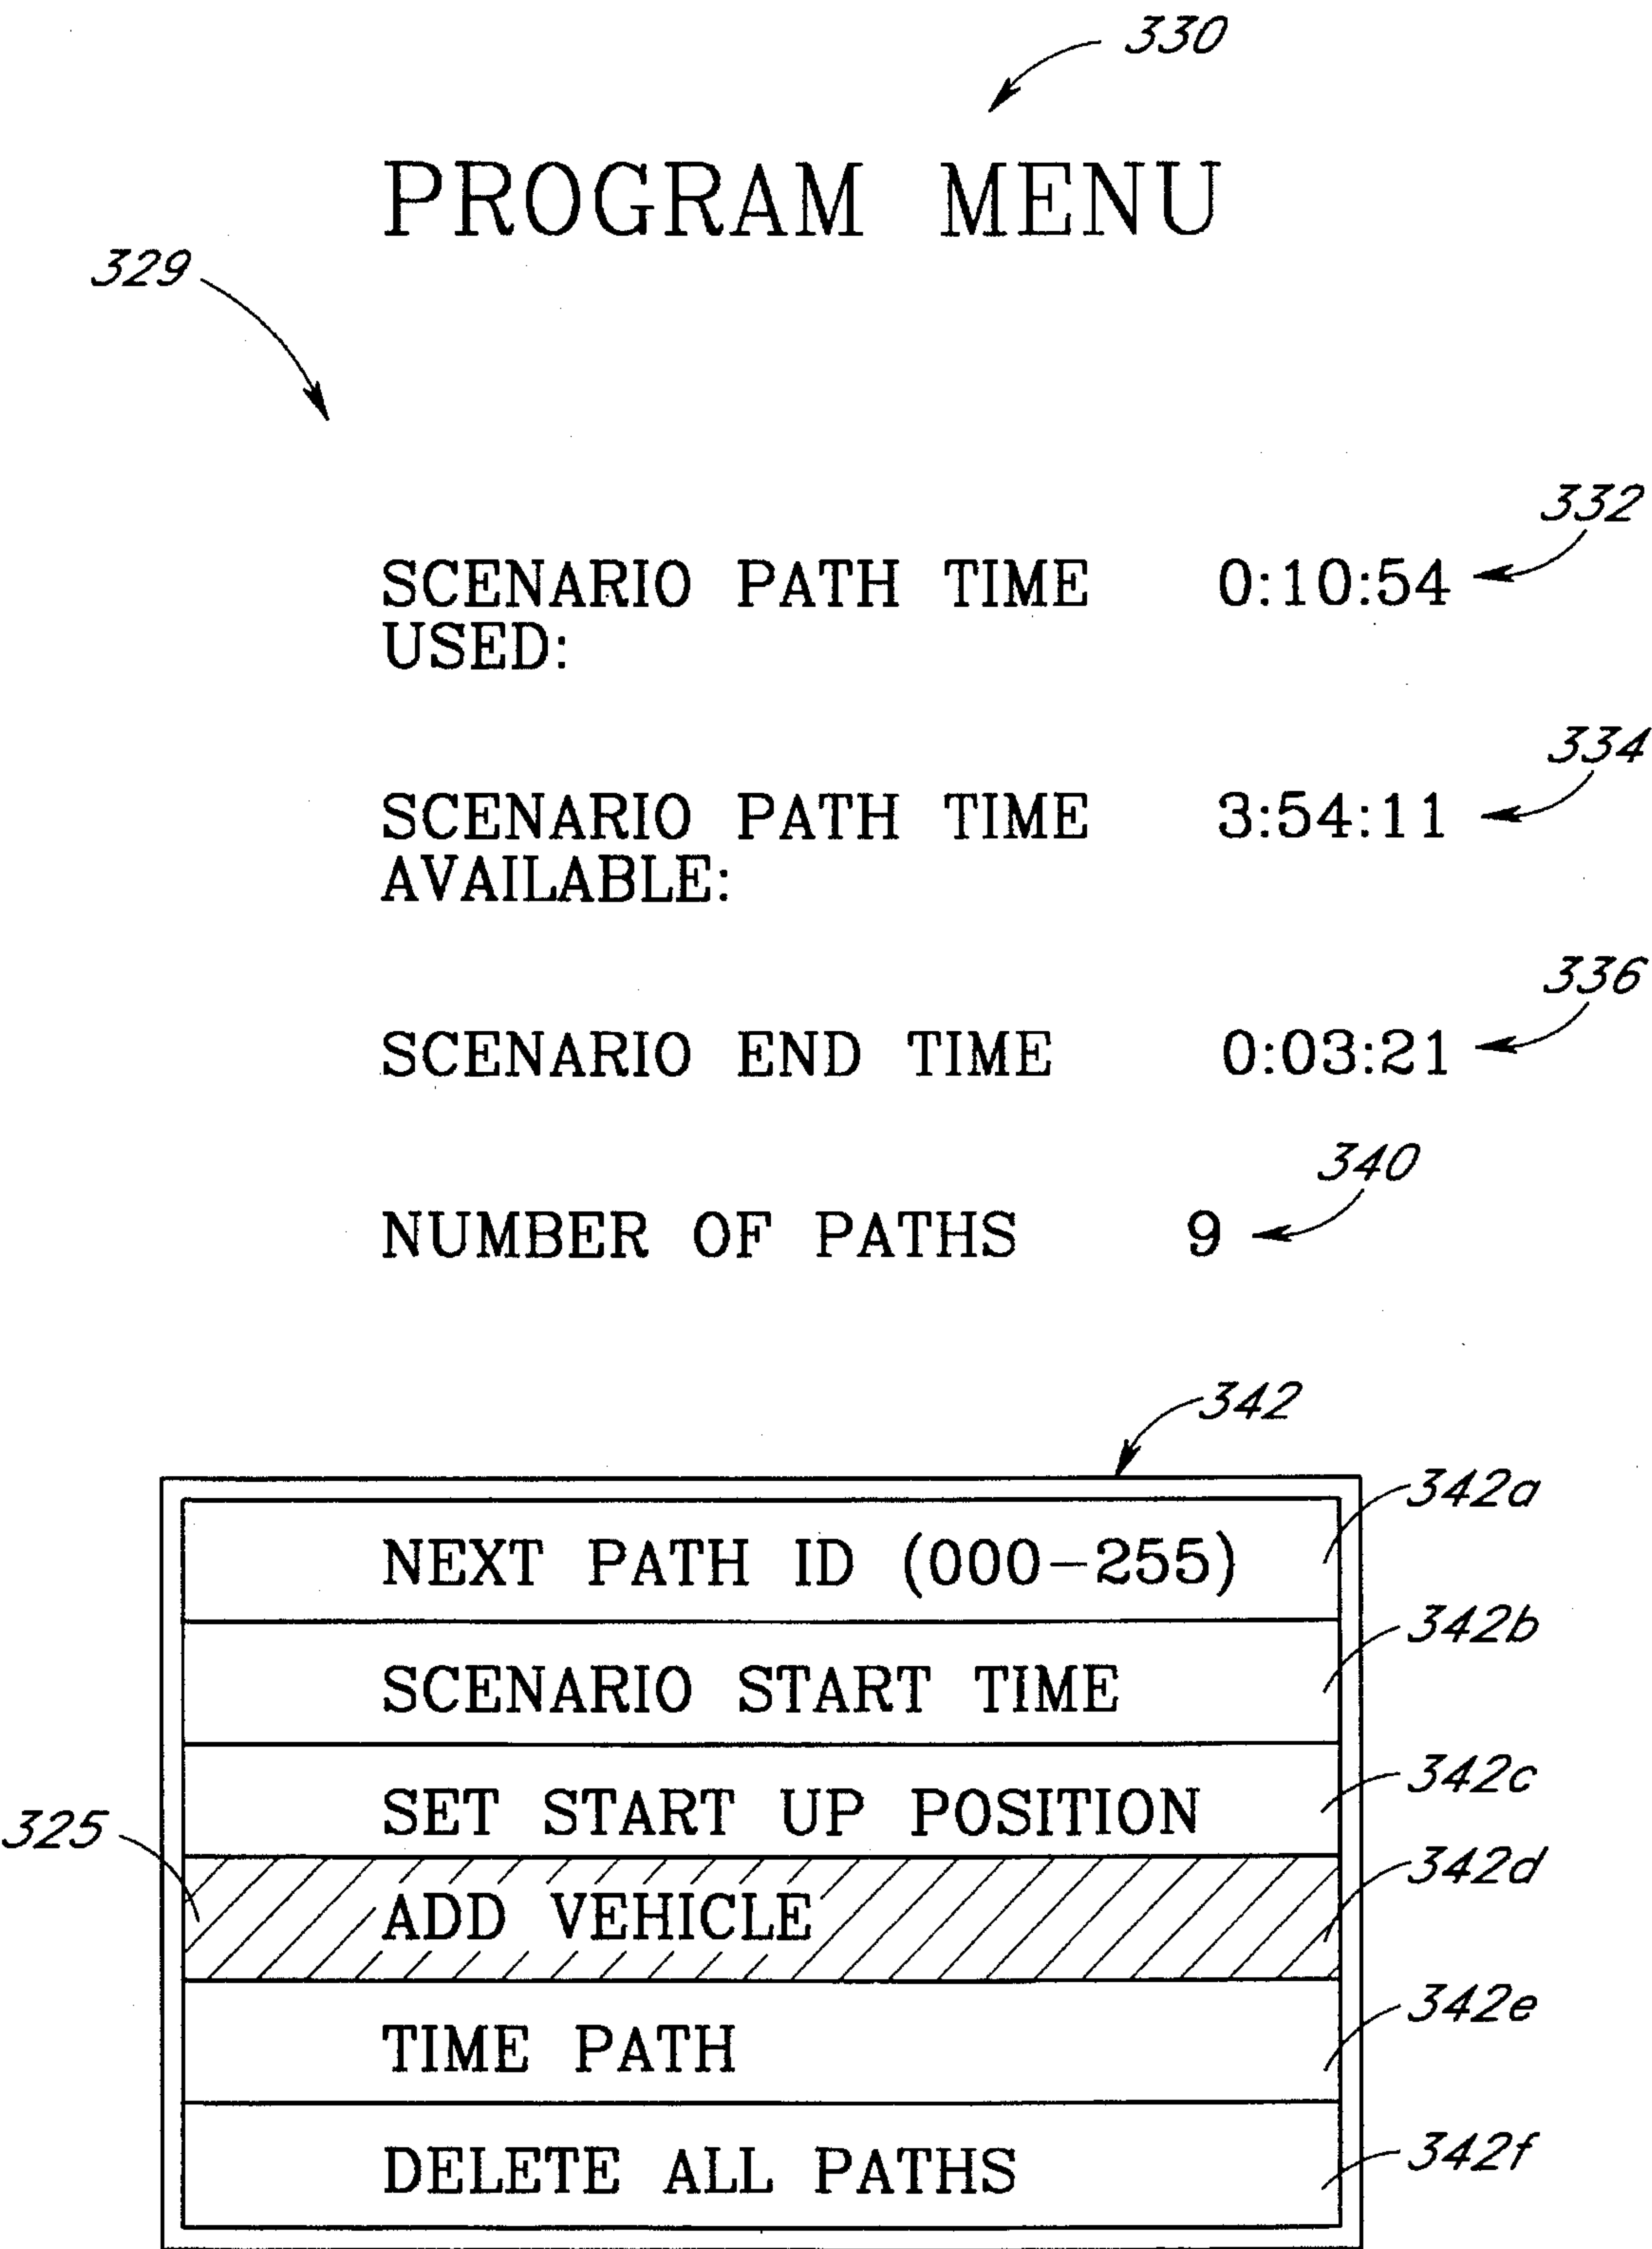 330
PROGRAM MENU
329
332
SCENARIO PATH TIME 0:10:54
USED:
334
SCENARIO PATH TIME 3:54:11
AVAILABLE:
336
SCENARIO END TIME 0:03:21
340
NUMBER OF PATHS 9
342
342a
NEXT PATH ID (000-255)
342b
SCENARIO START TIME
342c
SET START UP POSITION
325
342d
ADD VEHICLE
342e
TIME PATH
342f
DELETE ALL PATHS